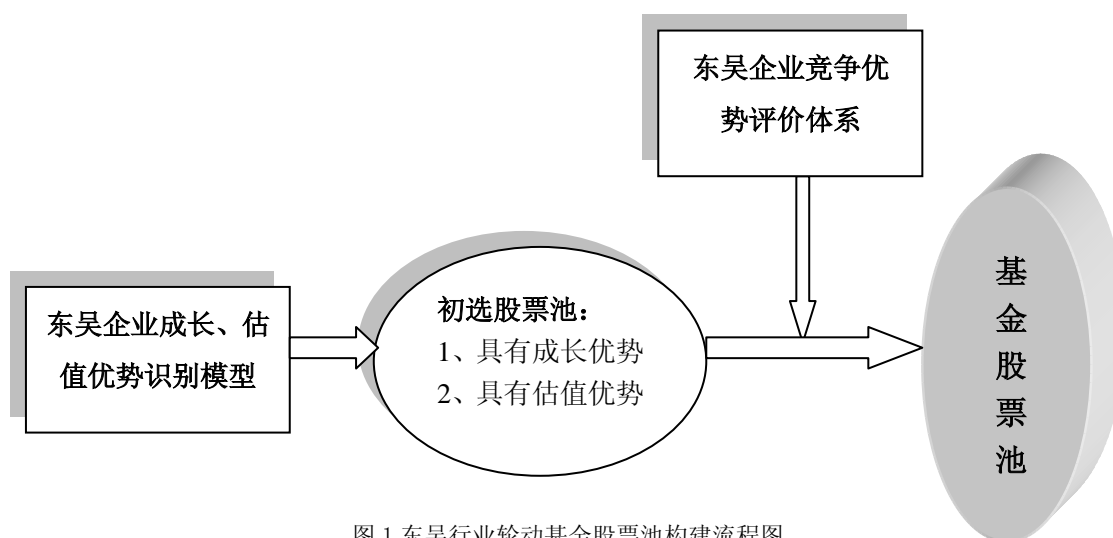 东吴企业竞争优
势评价体系
东吴企业成长、估
值优势识别模型
初选股票池：
1、具有成长优势
2、具有估值优势
基
金
股
票
池
图 1 东吴行业轮动基金股票池构建流程图